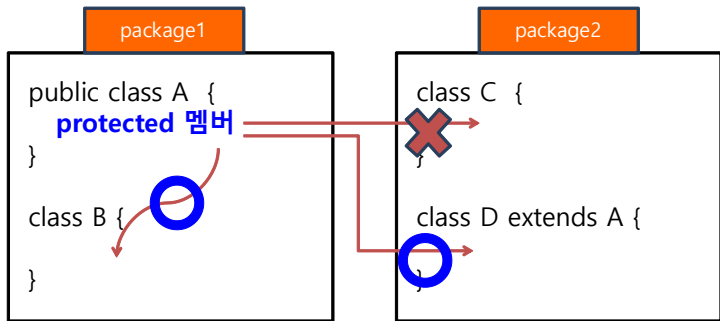 package1
public class A {
protected 멤버
}
class B {
}
package2
class C {
}
class D extends A {
}